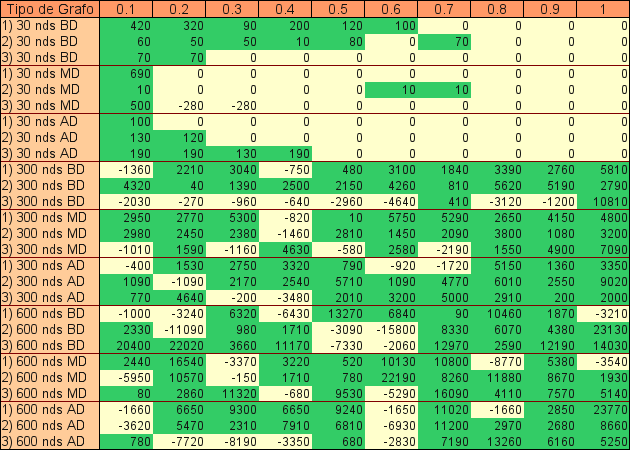 Tipo de Grafo 0.1 0.2 0.3 0.4 0.5 0.6 0.7 0.8 0.9 1
1) 30 nds BD 420 320 90 200 120 100 0 0 0 0
2) 30 nds BD 60 50 50 10 80 0 70 0 0 0
3) 30 nds BD 70 70 0 0 0 0 0 0 0 0
1) 30 nds MD 690 0 0 0 0 0 0 0 0 0
2) 30 nds MD 10 0 0 0 0 10 10 0 0 0
3) 30 nds MD 500 -280 -280 0 0 0 0 0 0 0
1) 30 nds AD 100 0 0 0 0 0 0 0 0 0
2) 30 nds AD 130 120 0 0 0 0 0 0 0 0
3) 30 nds AD 190 190 130 190 0 0 0 0 0 0
1) 300 nds BD -1360 2210 3040 -750 480 3100 1840 3390 2760 5810
2) 300 nds BD 4320 40 1390 2500 2150 4260 810 5620 5190 2790
3) 300 nds BD -2030 -270 -960 -640 -2960 -4640 410 -3120 -1200 10810
1) 300 nds MD 2950 2770 5300 -820 10 5750 5290 2650 4150 4800
2) 300 nds MD 2980 2450 2380 -1460 2810 1450 2090 3800 1080 3200
3) 300 nds MD -1010 1590 -1160 4630 -580 2580 -2190 1550 4900 7090
1) 300 nds AD -400 1530 2750 3320 790 -920 -1720 5150 1360 3350
2) 300 nds AD 1090 -1090 2170 2540 5710 1090 4770 6010 2550 9020
3) 300 nds AD 770 4640 -200 -3480 2010 3200 5000 2910 200 2000
1) 600 nds BD -1000 -3240 6320 -6430 13270 6840 90 10460 1870 -3210
2) 600 nds BD 2330 -11090 980 1710 -3090 -15800 8330 6070 4380 23130
3) 600 nds BD 20400 22020 3660 11170 -7330 -2060 12970 2590 12190 14030
1) 600 nds MD 2440 16540 -3370 3220 520 10130 10800 -8770 5380 -3540
2) 600 nds MD -5950 10570 -150 1710 780 22190 8260 11880 8670 1930
3) 600 nds MD 80 2860 11320 -680 9530 -5290 16090 4110 7570 5140
1) 600 nds AD -1660 6650 9300 6650 9240 -1650 11020 -1660 2850 23770
2) 600 nds AD -3620 5470 2310 7910 6810 -6930 11200 2970 2680 8660
3) 600 nds AD 780 -7720 -8190 -3350 680 -2830 7190 13260 6160 5250